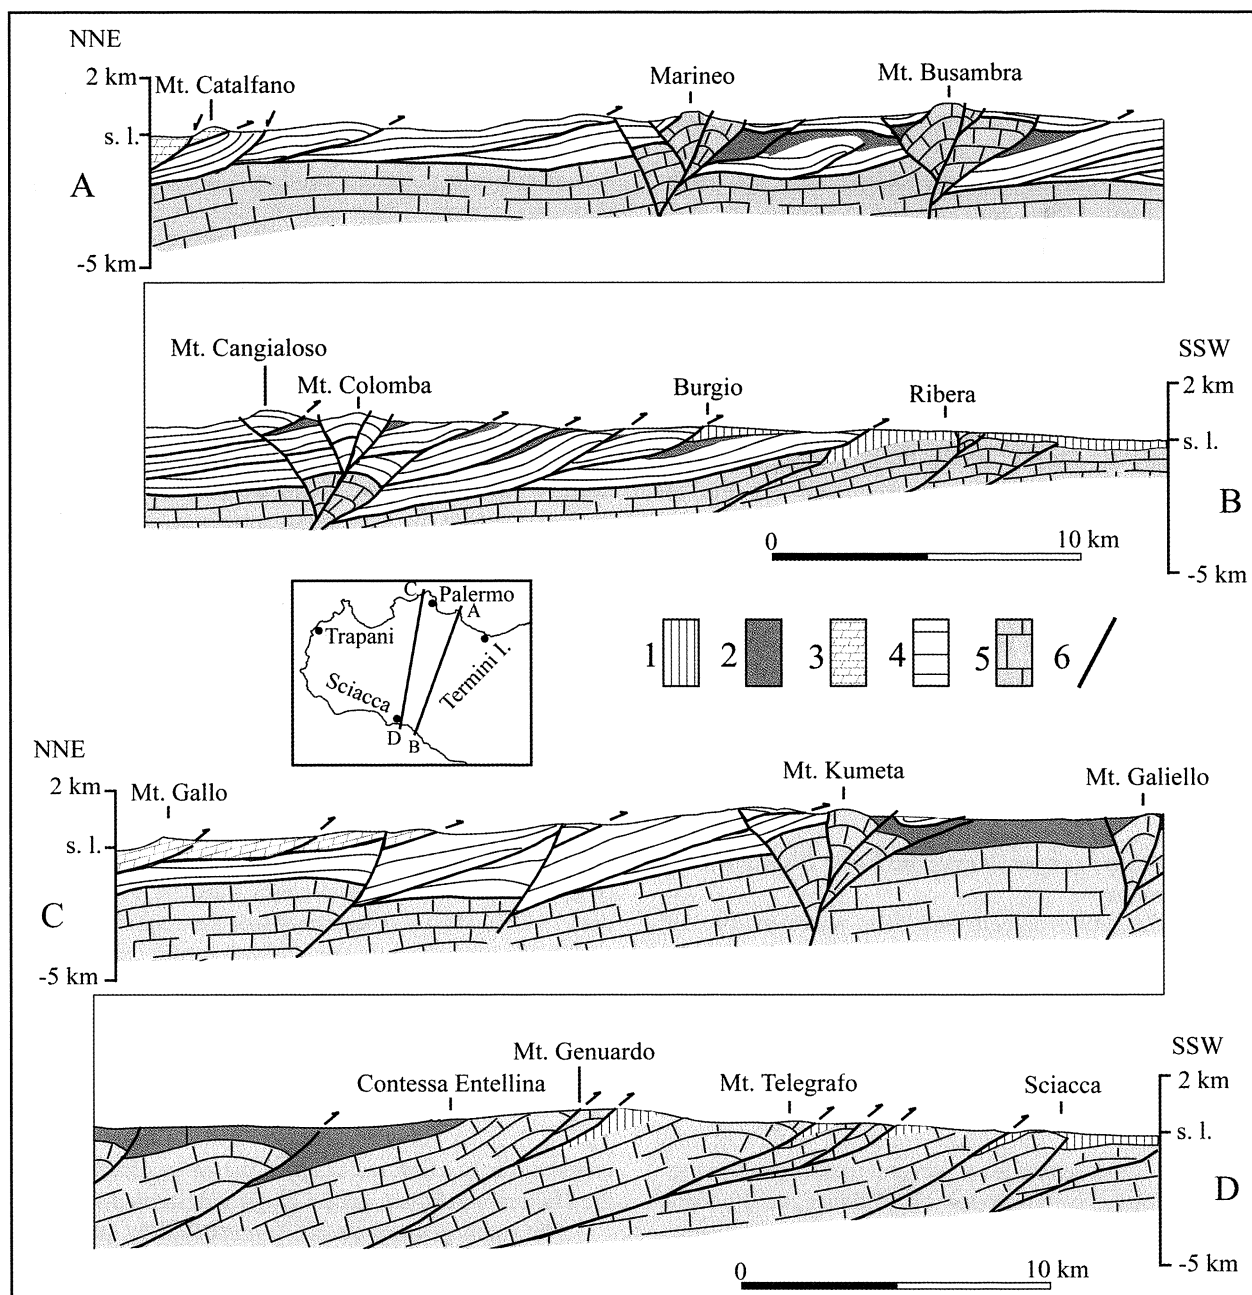 NNE
2 km
Mt. Catalfano
Marineo
Mt. Busambra
s. l.
A
-5 km
Mt. Cangialoso
Mt. Colomba
Burgio
Ribera
SSW
2 km
s. l.
B
0 10 km
-5 km
C
Palermo
A
Trapani
Termini I.
Sciacca
D
B
1 2 3 4 5 6
NNE
2 km
Mt. Gallo
Mt. Kumeta
Mt. Galiello
s. l.
C
-5 km
Contessa Entellina
Mt. Genuardo
Mt. Telegrafo
Sciacca
SSW
2 km
s. l.
D
0 10 km
-5 km